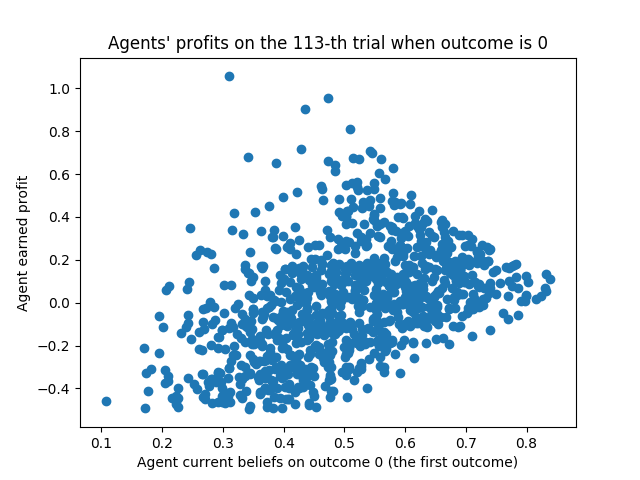 Agents' profits on the 113-th trial when outcome is 0
Agent earned profit
1.0
0.8
0.6
0.4
0.2
0.0
−0.2
−0.4
0.1 0.2 0.3 0.4 0.5 0.6 0.7 0.8
Agent current beliefs on outcome 0 (the first outcome)